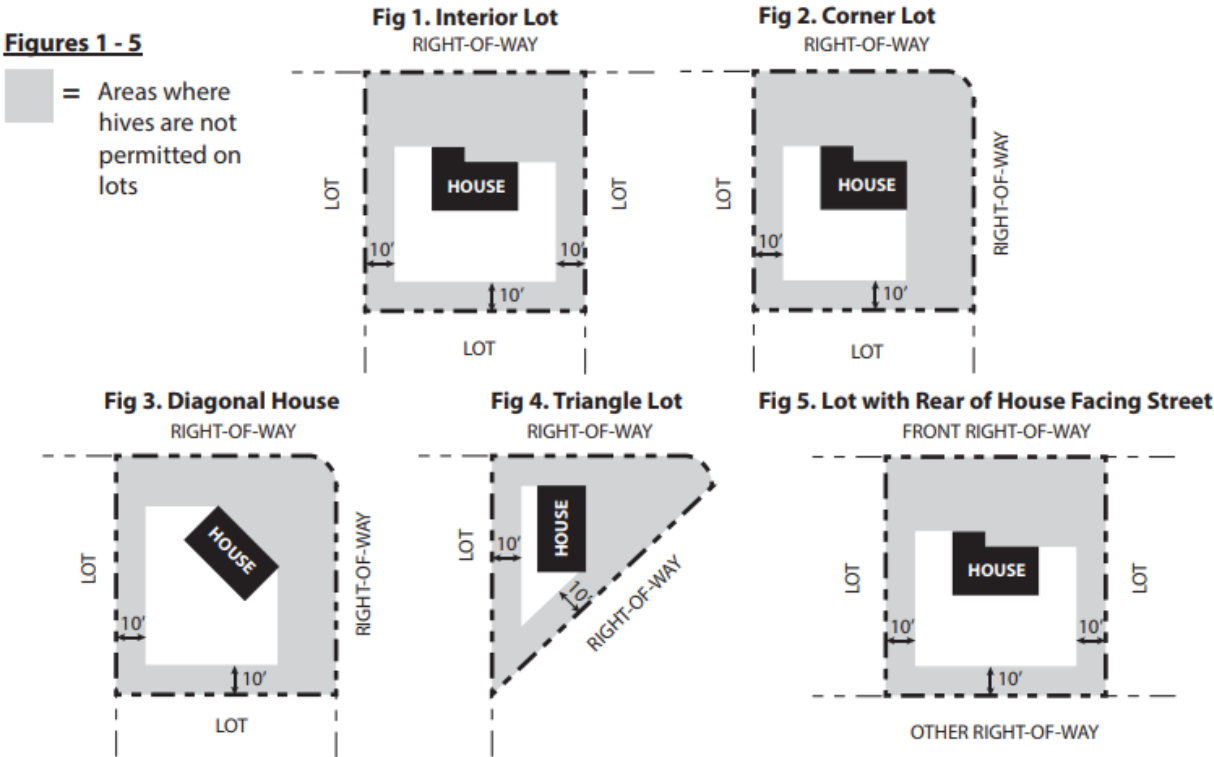 Figures 1 - 5
= Areas where
hives are not
permitted on
lots
Fig 1. Interior Lot
RIGHT-OF-WAY
LOT
HOUSE
LOT
10'
10'
10'
LOT
Fig 2. Corner Lot
RIGHT-OF-WAY
LOT
HOUSE
RIGHT-OF-WAY
10'
10'
LOT
Fig 3. Diagonal House
RIGHT-OF-WAY
LOT
HOUSE
RIGHT-OF-WAY
10'
10'
LOT
Fig 4. Triangle Lot
RIGHT-OF-WAY
LOT
10'
HOUSE
10'
RIGHT-OF-WAY
Fig 5. Lot with Rear of House Facing Street
FRONT RIGHT-OF-WAY
LOT
HOUSE
LOT
10'
10'
10'
OTHER RIGHT-OF-WAY